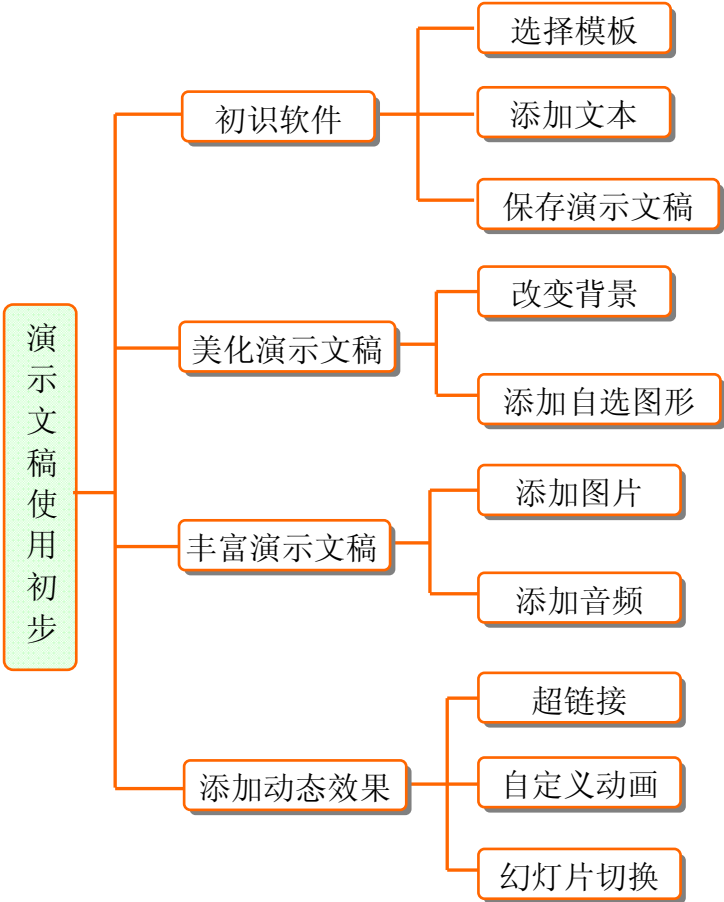 演示文稿使用初步
初识软件
选择模板
添加文本
保存演示文稿
美化演示文稿
改变背景
添加自选图形
丰富演示文稿
添加图片
添加音频
添加动态效果
超链接
自定义动画
幻灯片切换